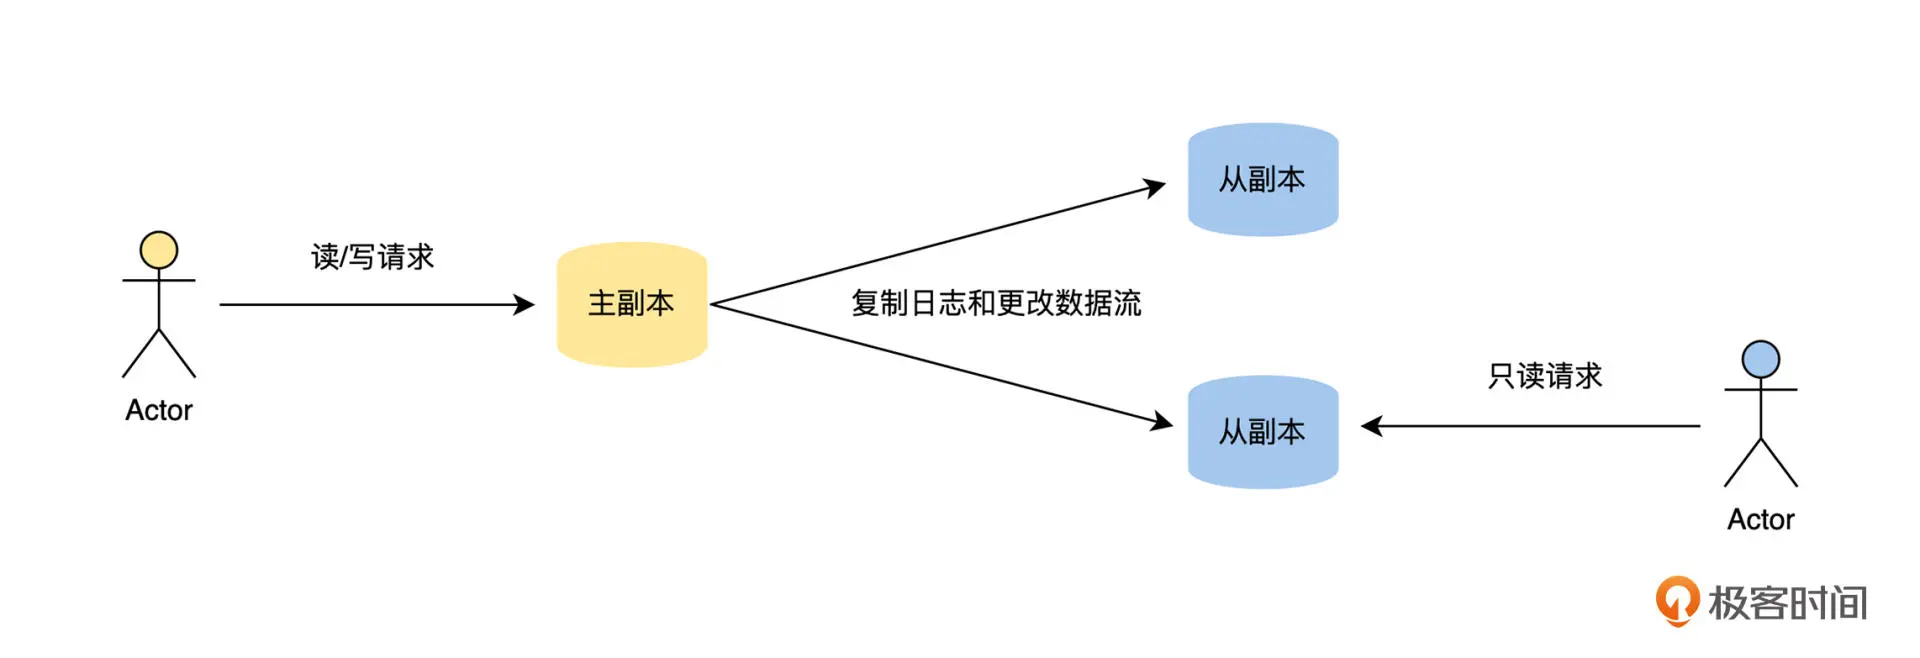 从副本
读/写请求
主副本
复制日志和更改数据流
只读请求
从副本
Actor
Actor
极客时间